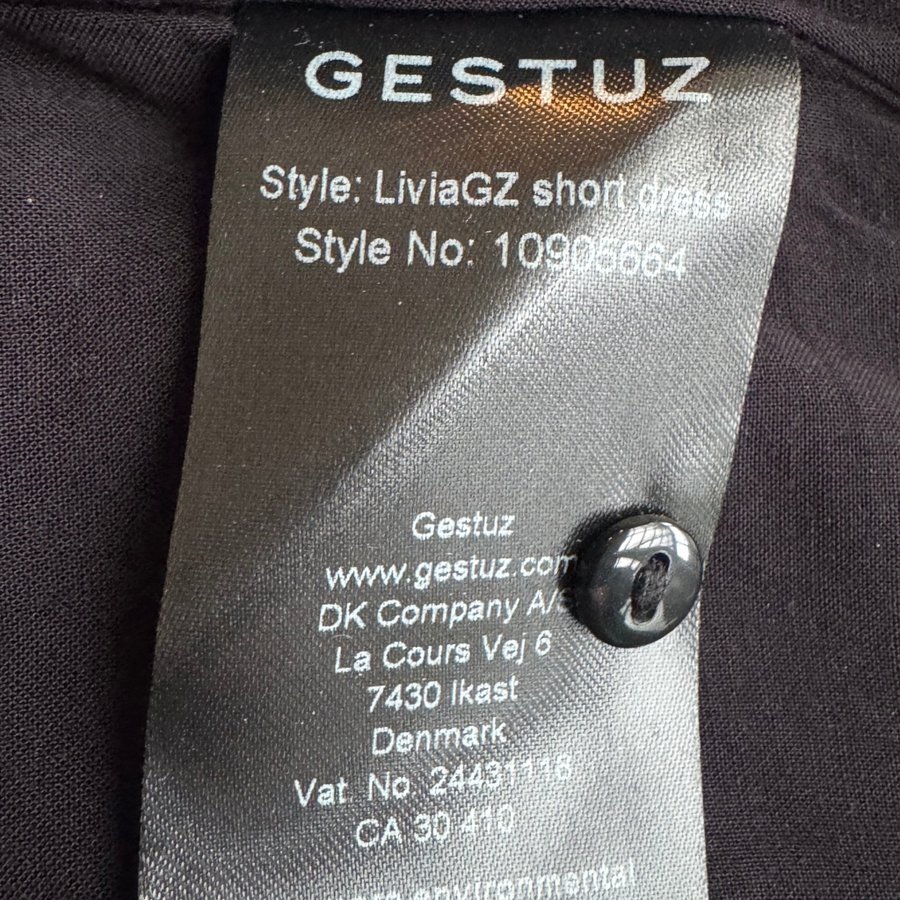 GESTUZ
Style: LiviaGZ short dress
Style No: 10905664
Gestuz
www.gestuz.com
DK Company A/S
La Cours Vej 6
7430 Ikast
Denmark
Vat. No. 24431118
CA 30 410
environmental